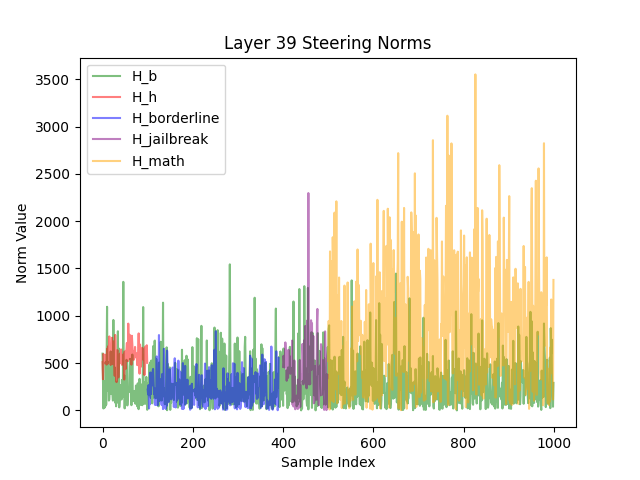 Layer 39 Steering Norms
H_b
H_h
H_borderline
H_jailbreak
H_math
3500
3000
2500
2000
1500
1000
500
0
Norm Value
0 200 400 600 800 1000
Sample Index